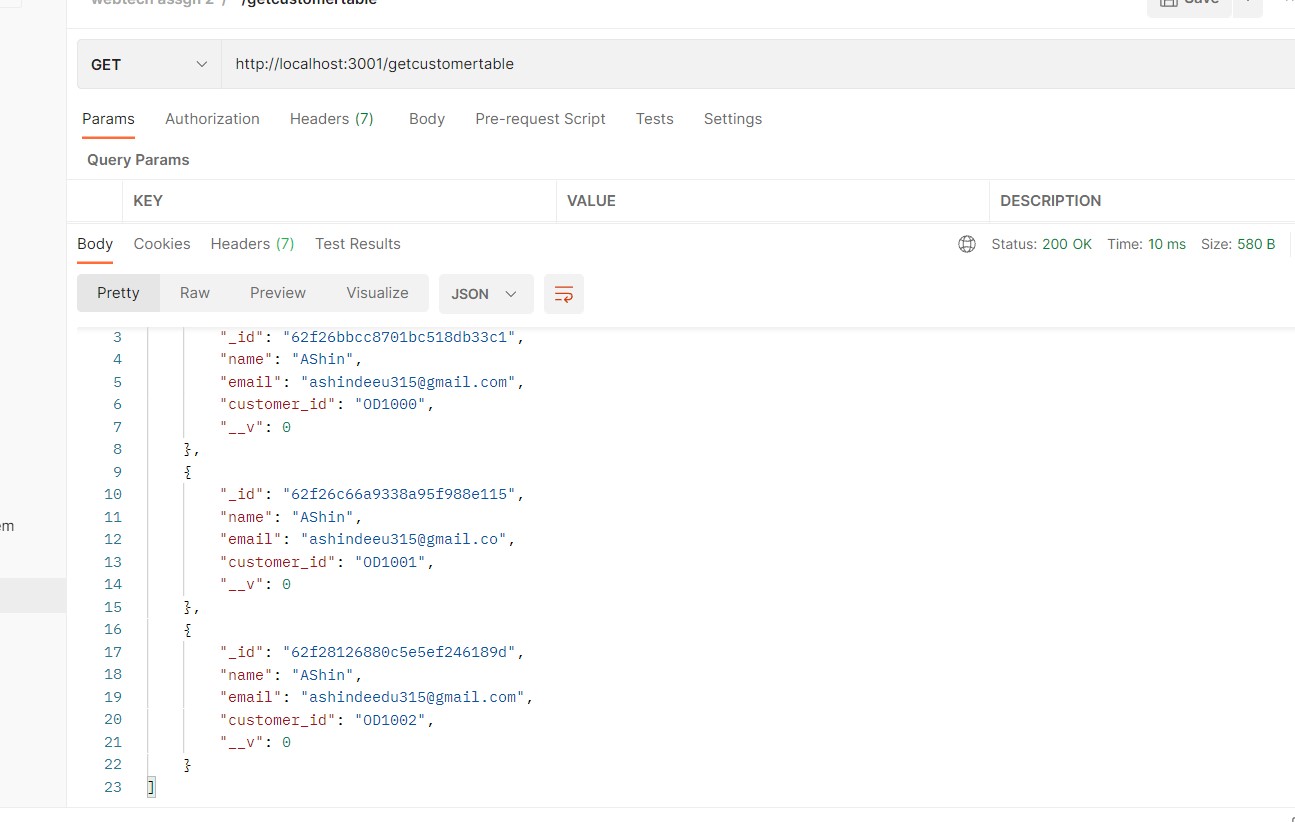 webtech assgn 2 / /getcustomertable
Save
GET
http://localhost:3001/getcustomertable
Params Authorization Headers (7) Body Pre-request Script Tests Settings
Query Params
KEY VALUE DESCRIPTION
Body Cookies Headers (7) Test Results Status: 200 OK Time: 10 ms Size: 580 B
Pretty Raw Preview Visualize JSON
3 "_id": "62f26bbcc8701bc518db33c1",
4 "name": "AShin",
5 "email": "ashindeeu315@gmail.com",
6 "customer_id": "OD1000",
7 "__v": 0
8 },
9 {
10 "_id": "62f26c66a9338a95f988e115",
11 "name": "AShin",
12 "email": "ashindeeu315@gmail.co",
13 "customer_id": "OD1001",
14 "__v": 0
15 },
16 {
17 "_id": "62f28126880c5e5ef246189d",
18 "name": "AShin",
19 "email": "ashindeedu315@gmail.com",
20 "customer_id": "OD1002",
21 "__v": 0
22 }
23 ]
em